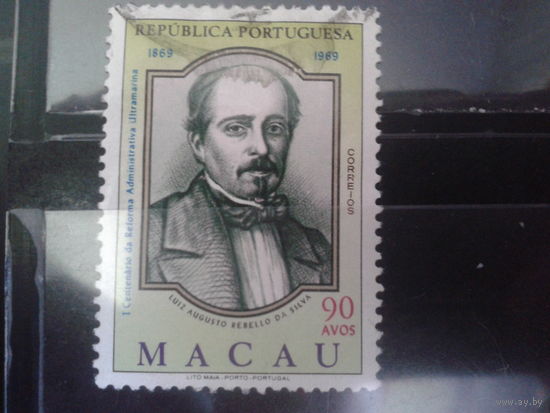 REPÚBLICA PORTUGUESA
1869 1969
I Centenário da Reforma Administrativa Ultramarina
CORREIOS
LUIZ AUGUSTO REBELLO DA SILVA
90
AVOS
MACAU
LITO MAIA - PORTO - PORTUGAL
www.ay.by